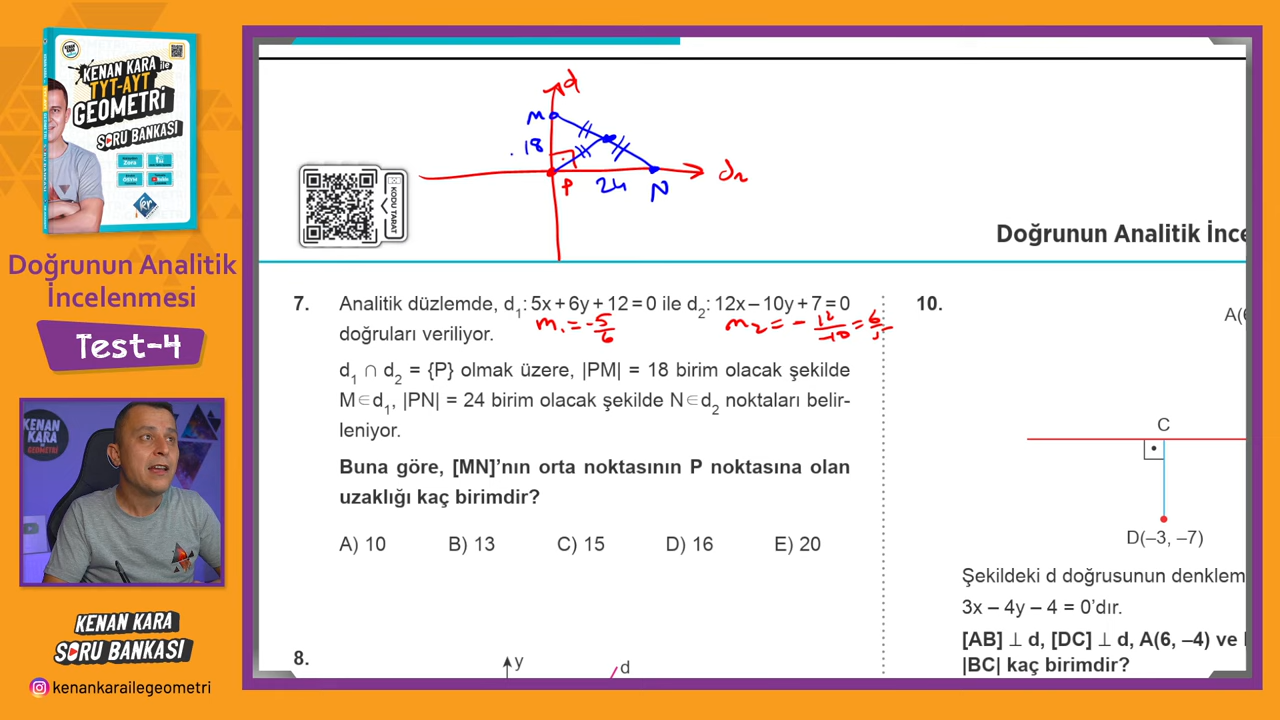 KENAN KARA ile
TYT-AYT
GEOMETRİ
SORU BANKASI
Doğrunun Analitik
İncelenmesi
Test-4
KENAN
KARA
GEOMETRİ
KENAN KARA
SORU BANKASI
kenankarailegeometri
d
M
18
P
24
N
d₂
Doğrunun Analitik İnce
7. Analitik düzlemde, d₁: 5x + 6y + 12 = 0 ile d₂: 12x – 10y + 7 = 0
m₁ = -5/6
m₂ = - 12/-10 = 6/5
doğruları veriliyor.
d₁ ∩ d₂ = {P} olmak üzere, |PM| = 18 birim olacak şekilde
M∈d₁, |PN| = 24 birim olacak şekilde N∈d₂ noktaları belir-
leniyor.
Buna göre, [MN]'nın orta noktasının P noktasına olan
uzaklığı kaç birimdir?
A) 10 B) 13 C) 15 D) 16 E) 20
8.
y
d
10.
A(6
C
D(–3, –7)
Şekildeki d doğrusunun denklem
3x – 4y – 4 = 0'dır.
[AB] ⊥ d, [DC] ⊥ d, A(6, –4) ve
|BC| kaç birimdir?